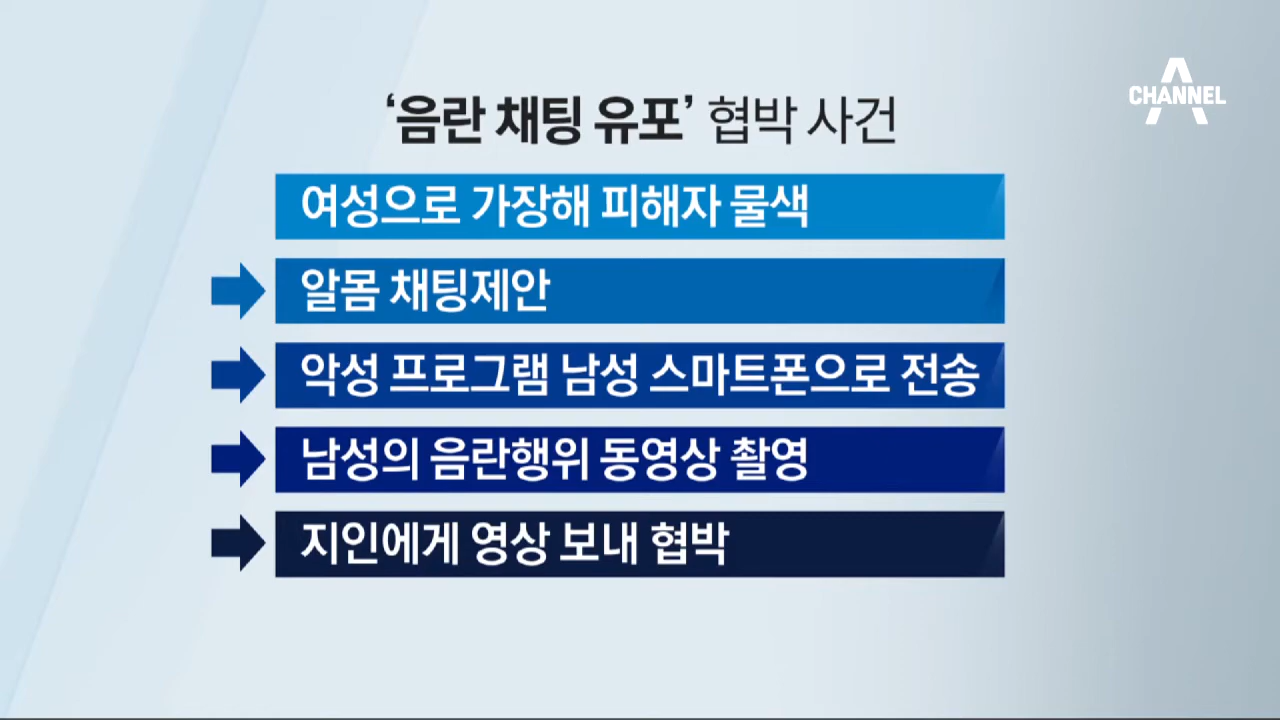 ‘음란 채팅 유포’ 협박 사건
CHANNEL A
여성으로 가장해 피해자 물색
알몸 채팅제안
악성 프로그램 남성 스마트폰으로 전송
남성의 음란행위 동영상 촬영
지인에게 영상 보내 협박